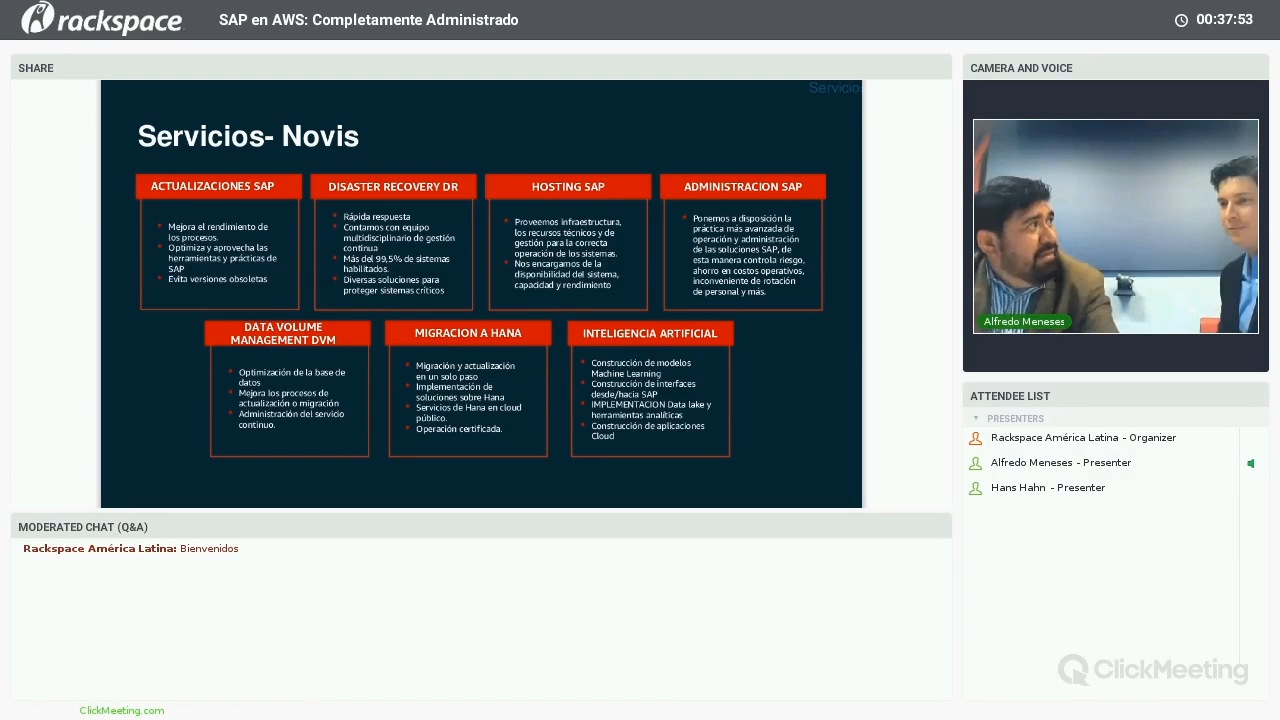 rackspace
SAP en AWS: Completamente Administrado
00:37:53
SHARE
Servicios
Servicios- Novis
ACTUALIZACIONES SAP
Mejora el rendimiento de
los procesos.
Optimiza y aprovecha las
herramientas y prácticas de
SAP
Evita versiones obsoletas
DISASTER RECOVERY DR
Rápida respuesta
Contamos con equipo
multidisciplinario de gestión
continua
Más del 99,5% de sistemas
habilitados.
Diversas soluciones para
proteger sistemas críticos
HOSTING SAP
Proveemos infraestructura,
los recursos técnicos y de
gestión para la correcta
operación de los sistemas.
Nos encargamos de la
disponibilidad del sistema,
capacidad y rendimiento
ADMINISTRACION SAP
Ponemos a disposición la
práctica más avanzada de
operación y administración
de las soluciones SAP, de
esta manera controla riesgo,
ahorro en costos operativos,
inconveniente de rotación
de personal y más.
DATA VOLUME
MANAGEMENT DVM
Optimización de la base de
datos
Mejora los procesos de
actualización o migración
Administración del servicio
continuo.
MIGRACION A HANA
Migración y actualización
en un solo paso
Implementación de
soluciones sobre Hana
Servicios de Hana en cloud
público.
Operación certificada.
INTELIGENCIA ARTIFICIAL
Construcción de modelos
Machine Learning
Construcción de interfaces
desde/hacia SAP
IMPLEMENTACION Data lake y
herramientas analíticas
Construcción de aplicaciones
Cloud
MODERATED CHAT (Q&A)
Rackspace América Latina: Bienvenidos
CAMERA AND VOICE
Alfredo Meneses
ATTENDEE LIST
PRESENTERS
Rackspace América Latina - Organizer
Alfredo Meneses - Presenter
Hans Hahn - Presenter
ClickMeeting
ClickMeeting.com